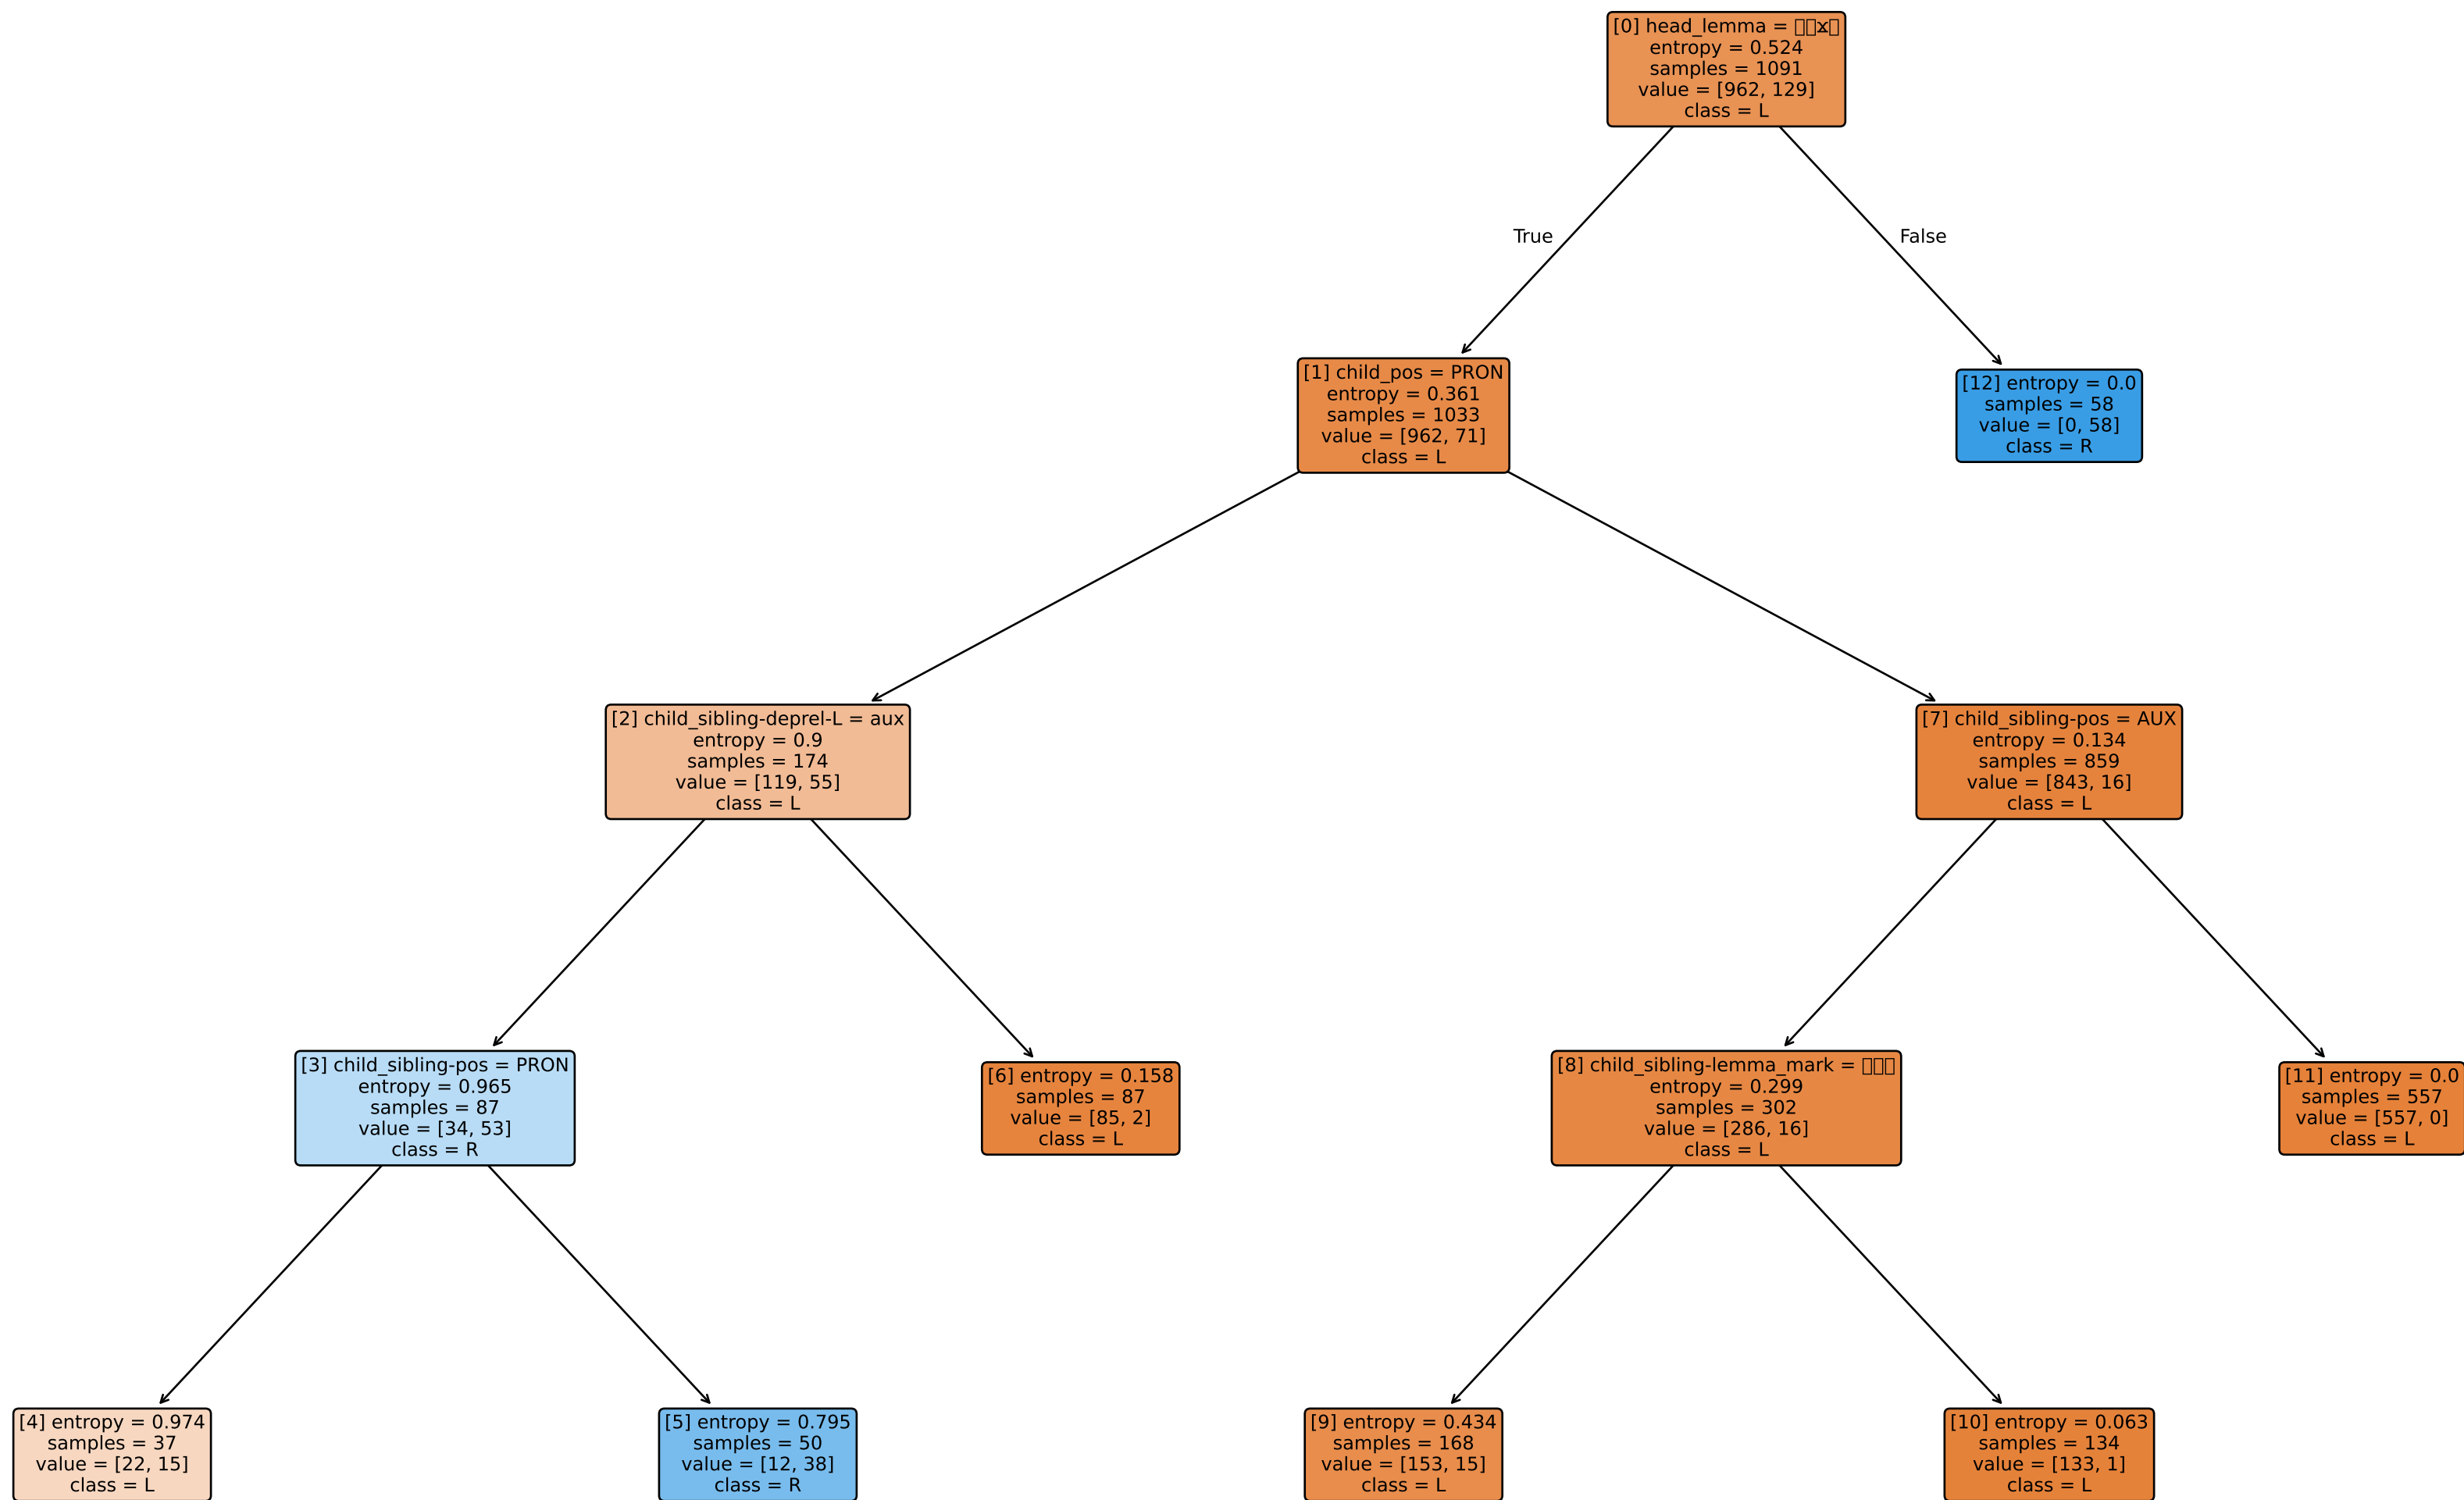 [0] head_lemma = 
entropy = 0.524
samples = 1091
value = [962, 129]
class = L
True
False
[1] child_pos = PRON
entropy = 0.361
samples = 1033
value = [962, 71]
class = L
[12] entropy = 0.0
samples = 58
value = [0, 58]
class = R
[2] child_sibling-deprel-L = aux
entropy = 0.9
samples = 174
value = [119, 55]
class = L
[7] child_sibling-pos = AUX
entropy = 0.134
samples = 859
value = [843, 16]
class = L
[3] child_sibling-pos = PRON
entropy = 0.965
samples = 87
value = [34, 53]
class = R
[6] entropy = 0.158
samples = 87
value = [85, 2]
class = L
[8] child_sibling-lemma_mark = 
entropy = 0.299
samples = 302
value = [286, 16]
class = L
[11] entropy = 0.0
samples = 557
value = [557, 0]
class = L
[4] entropy = 0.974
samples = 37
value = [22, 15]
class = L
[5] entropy = 0.795
samples = 50
value = [12, 38]
class = R
[9] entropy = 0.434
samples = 168
value = [153, 15]
class = L
[10] entropy = 0.063
samples = 134
value = [133, 1]
class = L